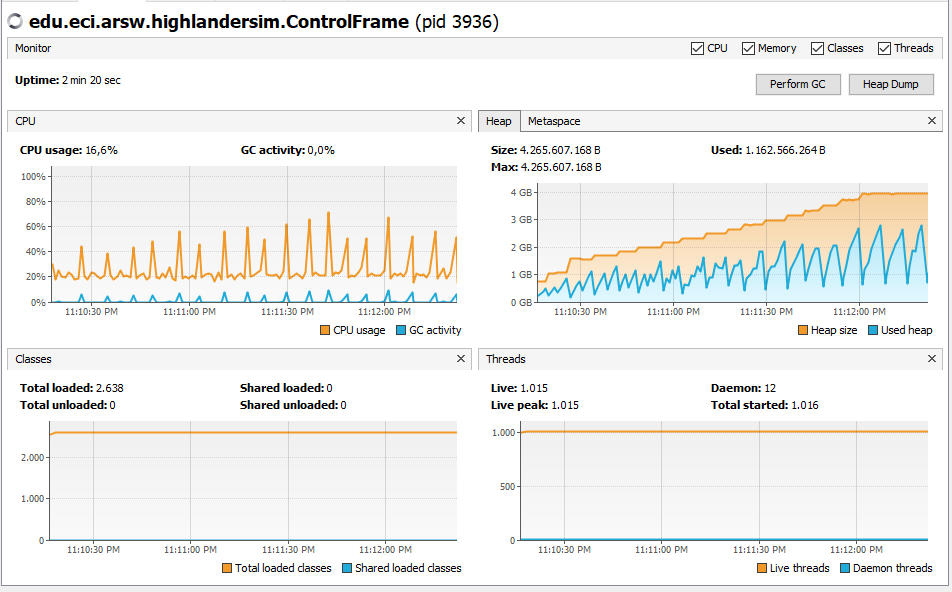 edu.eci.arsw.highlandersim.ControlFrame (pid 3936)
Monitor
CPU Memory Classes Threads
Uptime: 2 min 20 sec
Perform GC Heap Dump
CPU
CPU usage: 16,6% GC activity: 0,0%
100%
80%
60%
40%
20%
0%
11:10:30 PM 11:11:00 PM 11:11:30 PM 11:12:00 PM
CPU usage GC activity
Heap Metaspace
Size: 4.265.607.168 B Used: 1.162.566.264 B
Max: 4.265.607.168 B
4 GB
3 GB
2 GB
1 GB
0 GB
11:10:30 PM 11:11:00 PM 11:11:30 PM 11:12:00 PM
Heap size Used heap
Classes
Total loaded: 2.638 Shared loaded: 0
Total unloaded: 0 Shared unloaded: 0
2.000
1.000
0
11:10:30 PM 11:11:00 PM 11:11:30 PM 11:12:00 PM
Total loaded classes Shared loaded classes
Threads
Live: 1.015 Daemon: 12
Live peak: 1.015 Total started: 1.016
1.000
500
0
11:10:30 PM 11:11:00 PM 11:11:30 PM 11:12:00 PM
Live threads Daemon threads